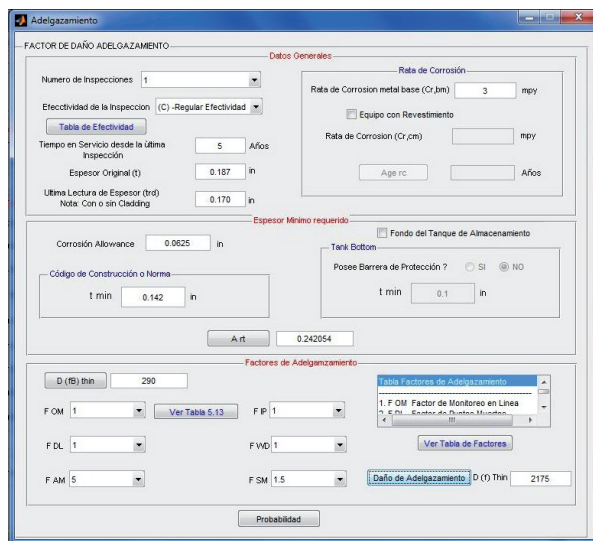 Adelgazamiento
FACTOR DE DAÑO ADELGAZAMIENTO
Datos Generales
Numero de Inspecciones 1
Efecctividad de la Inspeccion (C) -Regular Efectividad
Tabla de Efectividad
Tiempo en Servicio desde la última Inspección 5 Años
Espesor Original (t) 0.187 in
Ultima Lectura de Espesor (trd)
Nota: Con o sin Cladding 0.170 in
Rata de Corrosión
Rata de Corrosion metal base (Cr,bm) 3 mpy
Equipo con Revestimiento
Rata de Corrosion (Cr,cm) mpy
Age rc Años
Espesor Minimo requerido
Corrosión Allowance 0.0625 in
Código de Construcción o Norma
t min 0.142 in
Fondo del Tanque de Almacenamiento
Tank Bottom
Posee Barrera de Protección ? SI NO
t min 0.1 in
A rt 0.242054
Factores de Adelgamzamiento
D (fB) thin 290
F OM 1 Ver Tabla 5.13 F IP 1
F DL 1 F WD 1
F AM 5 F SM 1.5
Tabla Factores de Adelgazamiento
1. F OM Factor de Monitoreo en Linea
2. F DL Factor de Puntos Muertos
Ver Tabla de Factores
Daño de Adelgazamiento D (f) Thin 2175
Probabilidad